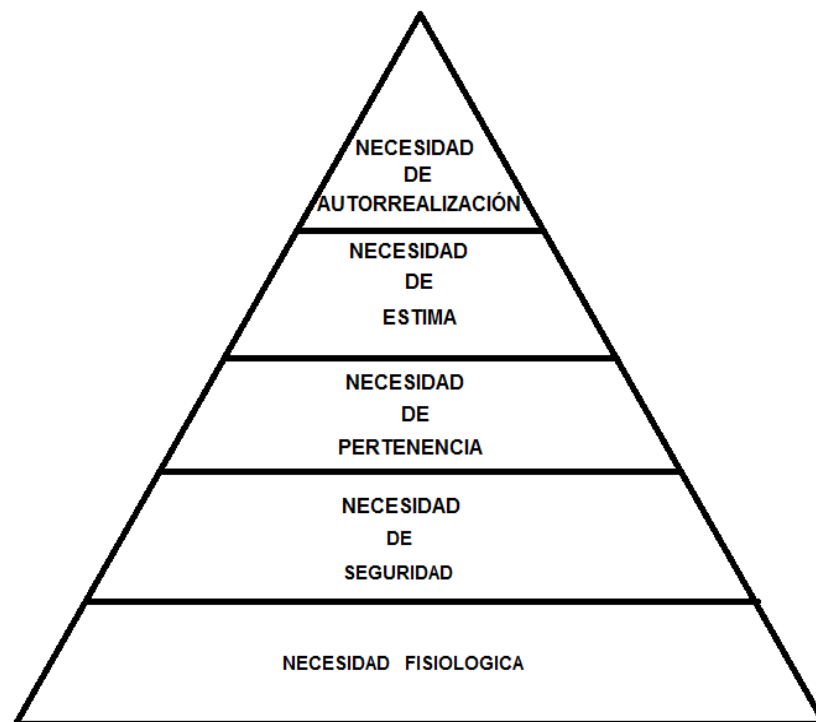 NECESIDAD
DE
AUTORREALIZACIÓN
NECESIDAD
DE
ESTIMA
NECESIDAD
DE
PERTENENCIA
NECESIDAD
DE
SEGURIDAD
NECESIDAD FISIOLOGICA